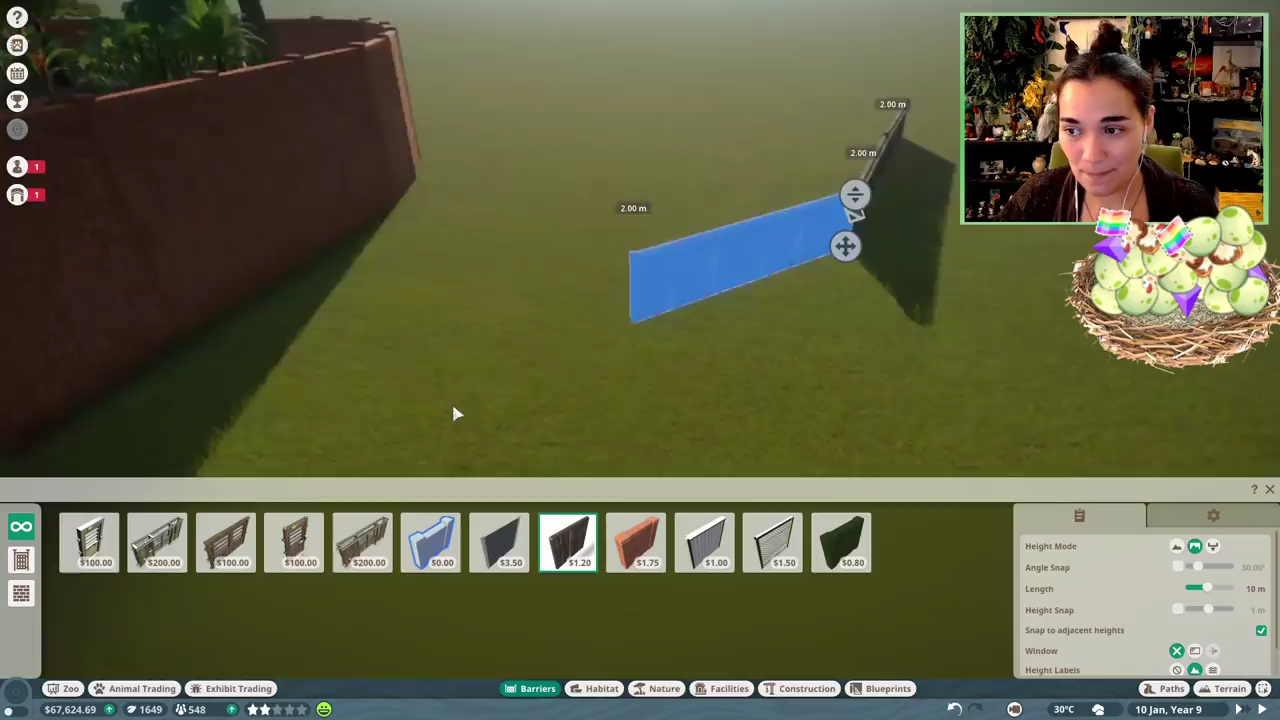 ?
1
1
2.00 m
2.00 m
2.00 m
?
$100.00
$200.00
$100.00
$100.00
$200.00
$0.00
$3.50
$1.20
$1.75
$1.00
$1.50
$0.80
Height Mode
Angle Snap 30.00°
Length 10 m
Height Snap 1 m
Snap to adjacent heights
Window
Height Labels
Zoo
Animal Trading
Exhibit Trading
Barriers
Habitat
Nature
Facilities
Construction
Blueprints
Paths
Terrain
$67,624.69
1649
548
30°C
10 Jan, Year 9